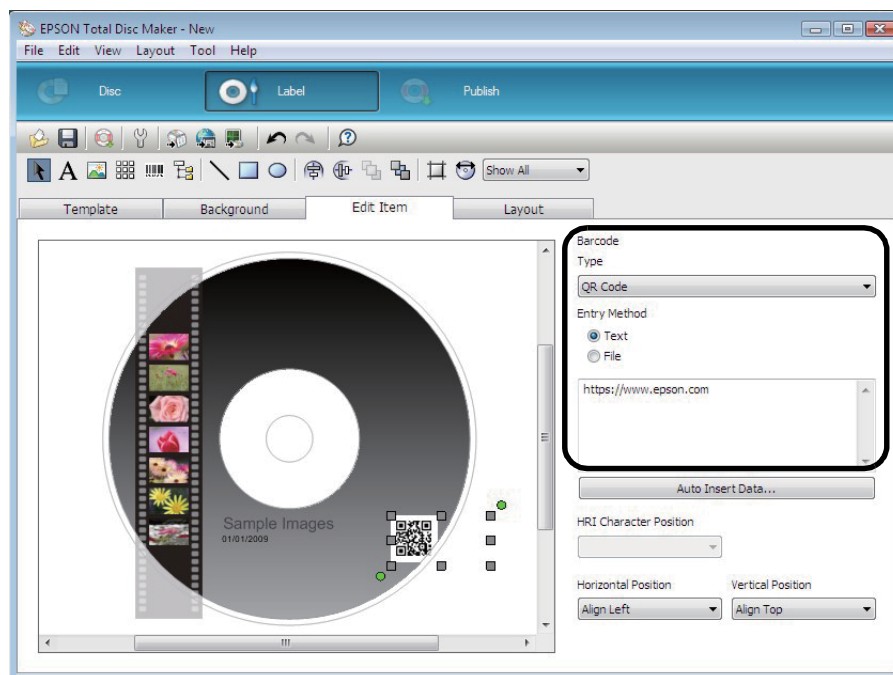 EPSON Total Disc Maker - New
File Edit View Layout Tool Help
Disc Label Publish
A Show All
Template Background Edit Item Layout
Barcode
Type
QR Code
Entry Method
Text
File
https://www.epson.com
Auto Insert Data...
HRI Character Position
Horizontal Position Vertical Position
Align Left Align Top
Sample Images
01/01/2009